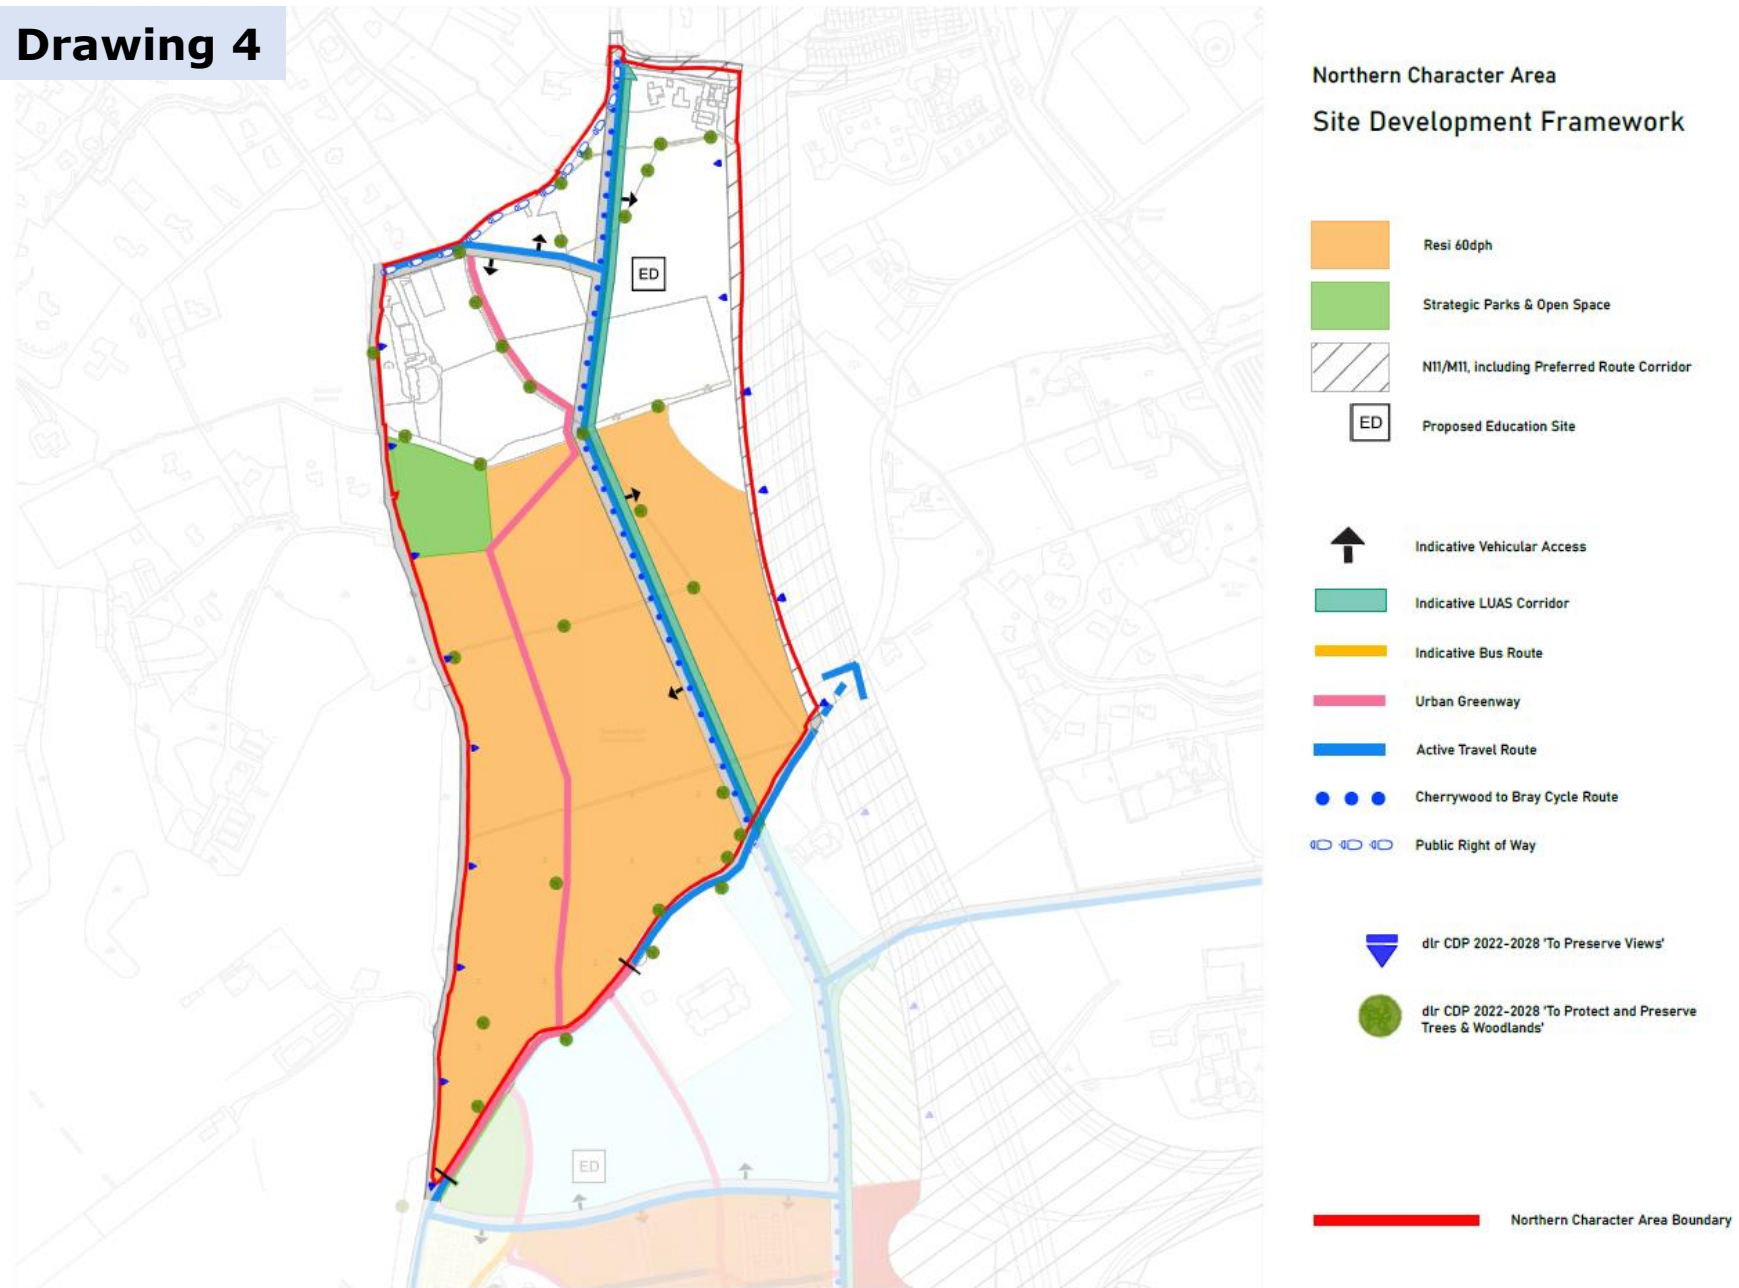 Drawing 4
Northern Character Area
Site Development Framework
Resi 60dph
Strategic Parks & Open Space
N11/M11, including Preferred Route Corridor
ED
Proposed Education Site
Indicative Vehicular Access
Indicative LUAS Corridor
Indicative Bus Route
Urban Greenway
Active Travel Route
Cherrywood to Bray Cycle Route
Public Right of Way
dlr CDP 2022-2028 'To Preserve Views'
dlr CDP 2022-2028 'To Protect and Preserve
Trees & Woodlands'
Northern Character Area Boundary
ED
ED